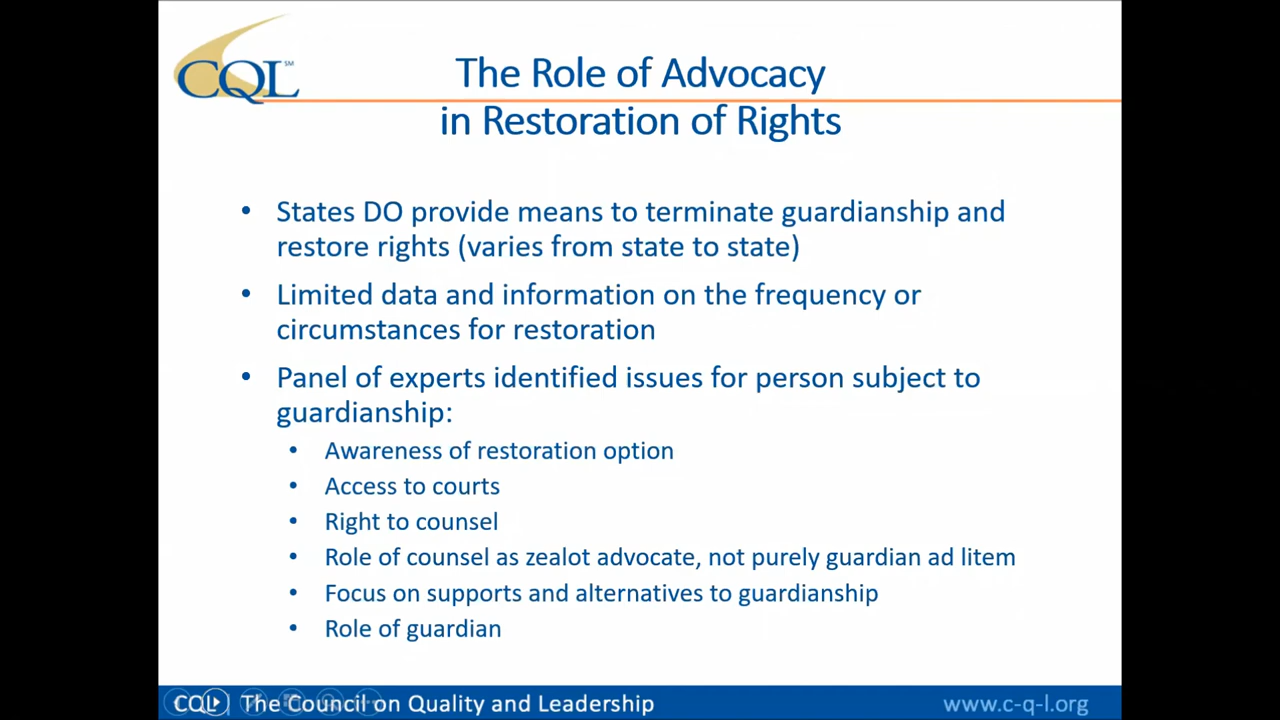 CQL℠
The Role of Advocacy
in Restoration of Rights
• States DO provide means to terminate guardianship and
restore rights (varies from state to state)
• Limited data and information on the frequency or
circumstances for restoration
• Panel of experts identified issues for person subject to
guardianship:
• Awareness of restoration option
• Access to courts
• Right to counsel
• Role of counsel as zealot advocate, not purely guardian ad litem
• Focus on supports and alternatives to guardianship
• Role of guardian
CQL | The Council on Quality and Leadership
www.c-q-l.org